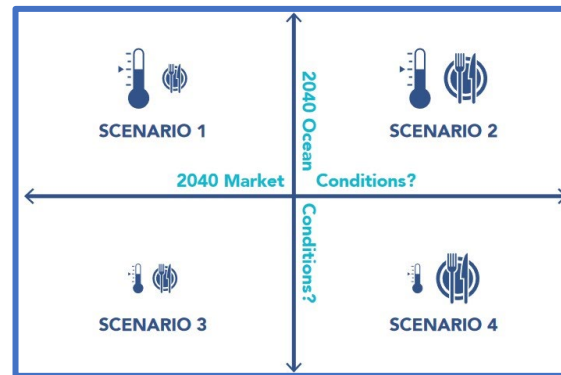 SCENARIO 1
SCENARIO 2
2040 Ocean
2040 Market
Conditions?
Conditions?
SCENARIO 3
SCENARIO 4